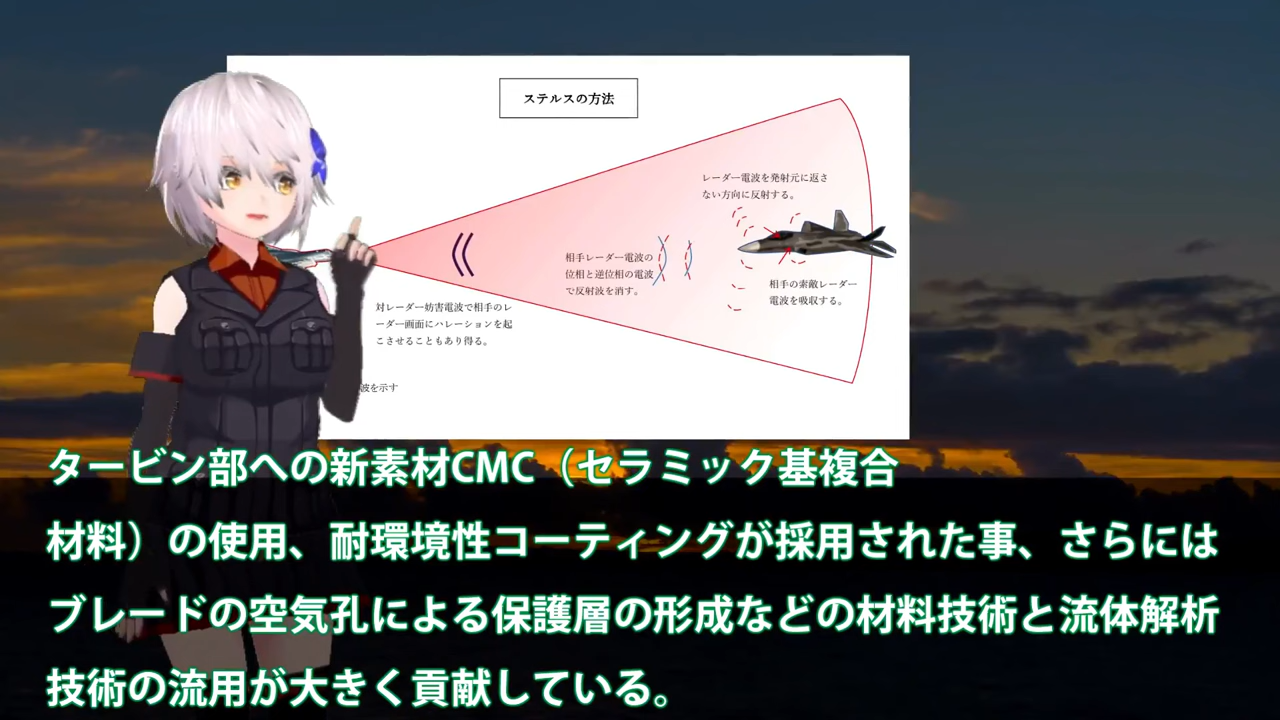 ステルスの方法
レーダー電波を発射元に返さ
ない方向に反射する。
相手レーダー電波の
位相と逆位相の電波
で反射波を消す。
相手の索敵レーダー
電波を吸収する。
対レーダー妨害電波で相手のレ
ーダー画面にハレーションを起
こさせることもあり得る。
波を示す
タービン部への新素材CMC（セラミック基複合
材料）の使用、耐環境性コーティングが採用された事、さらには
ブレードの空気孔による保護層の形成などの材料技術と流体解析
技術の流用が大きく貢献している。